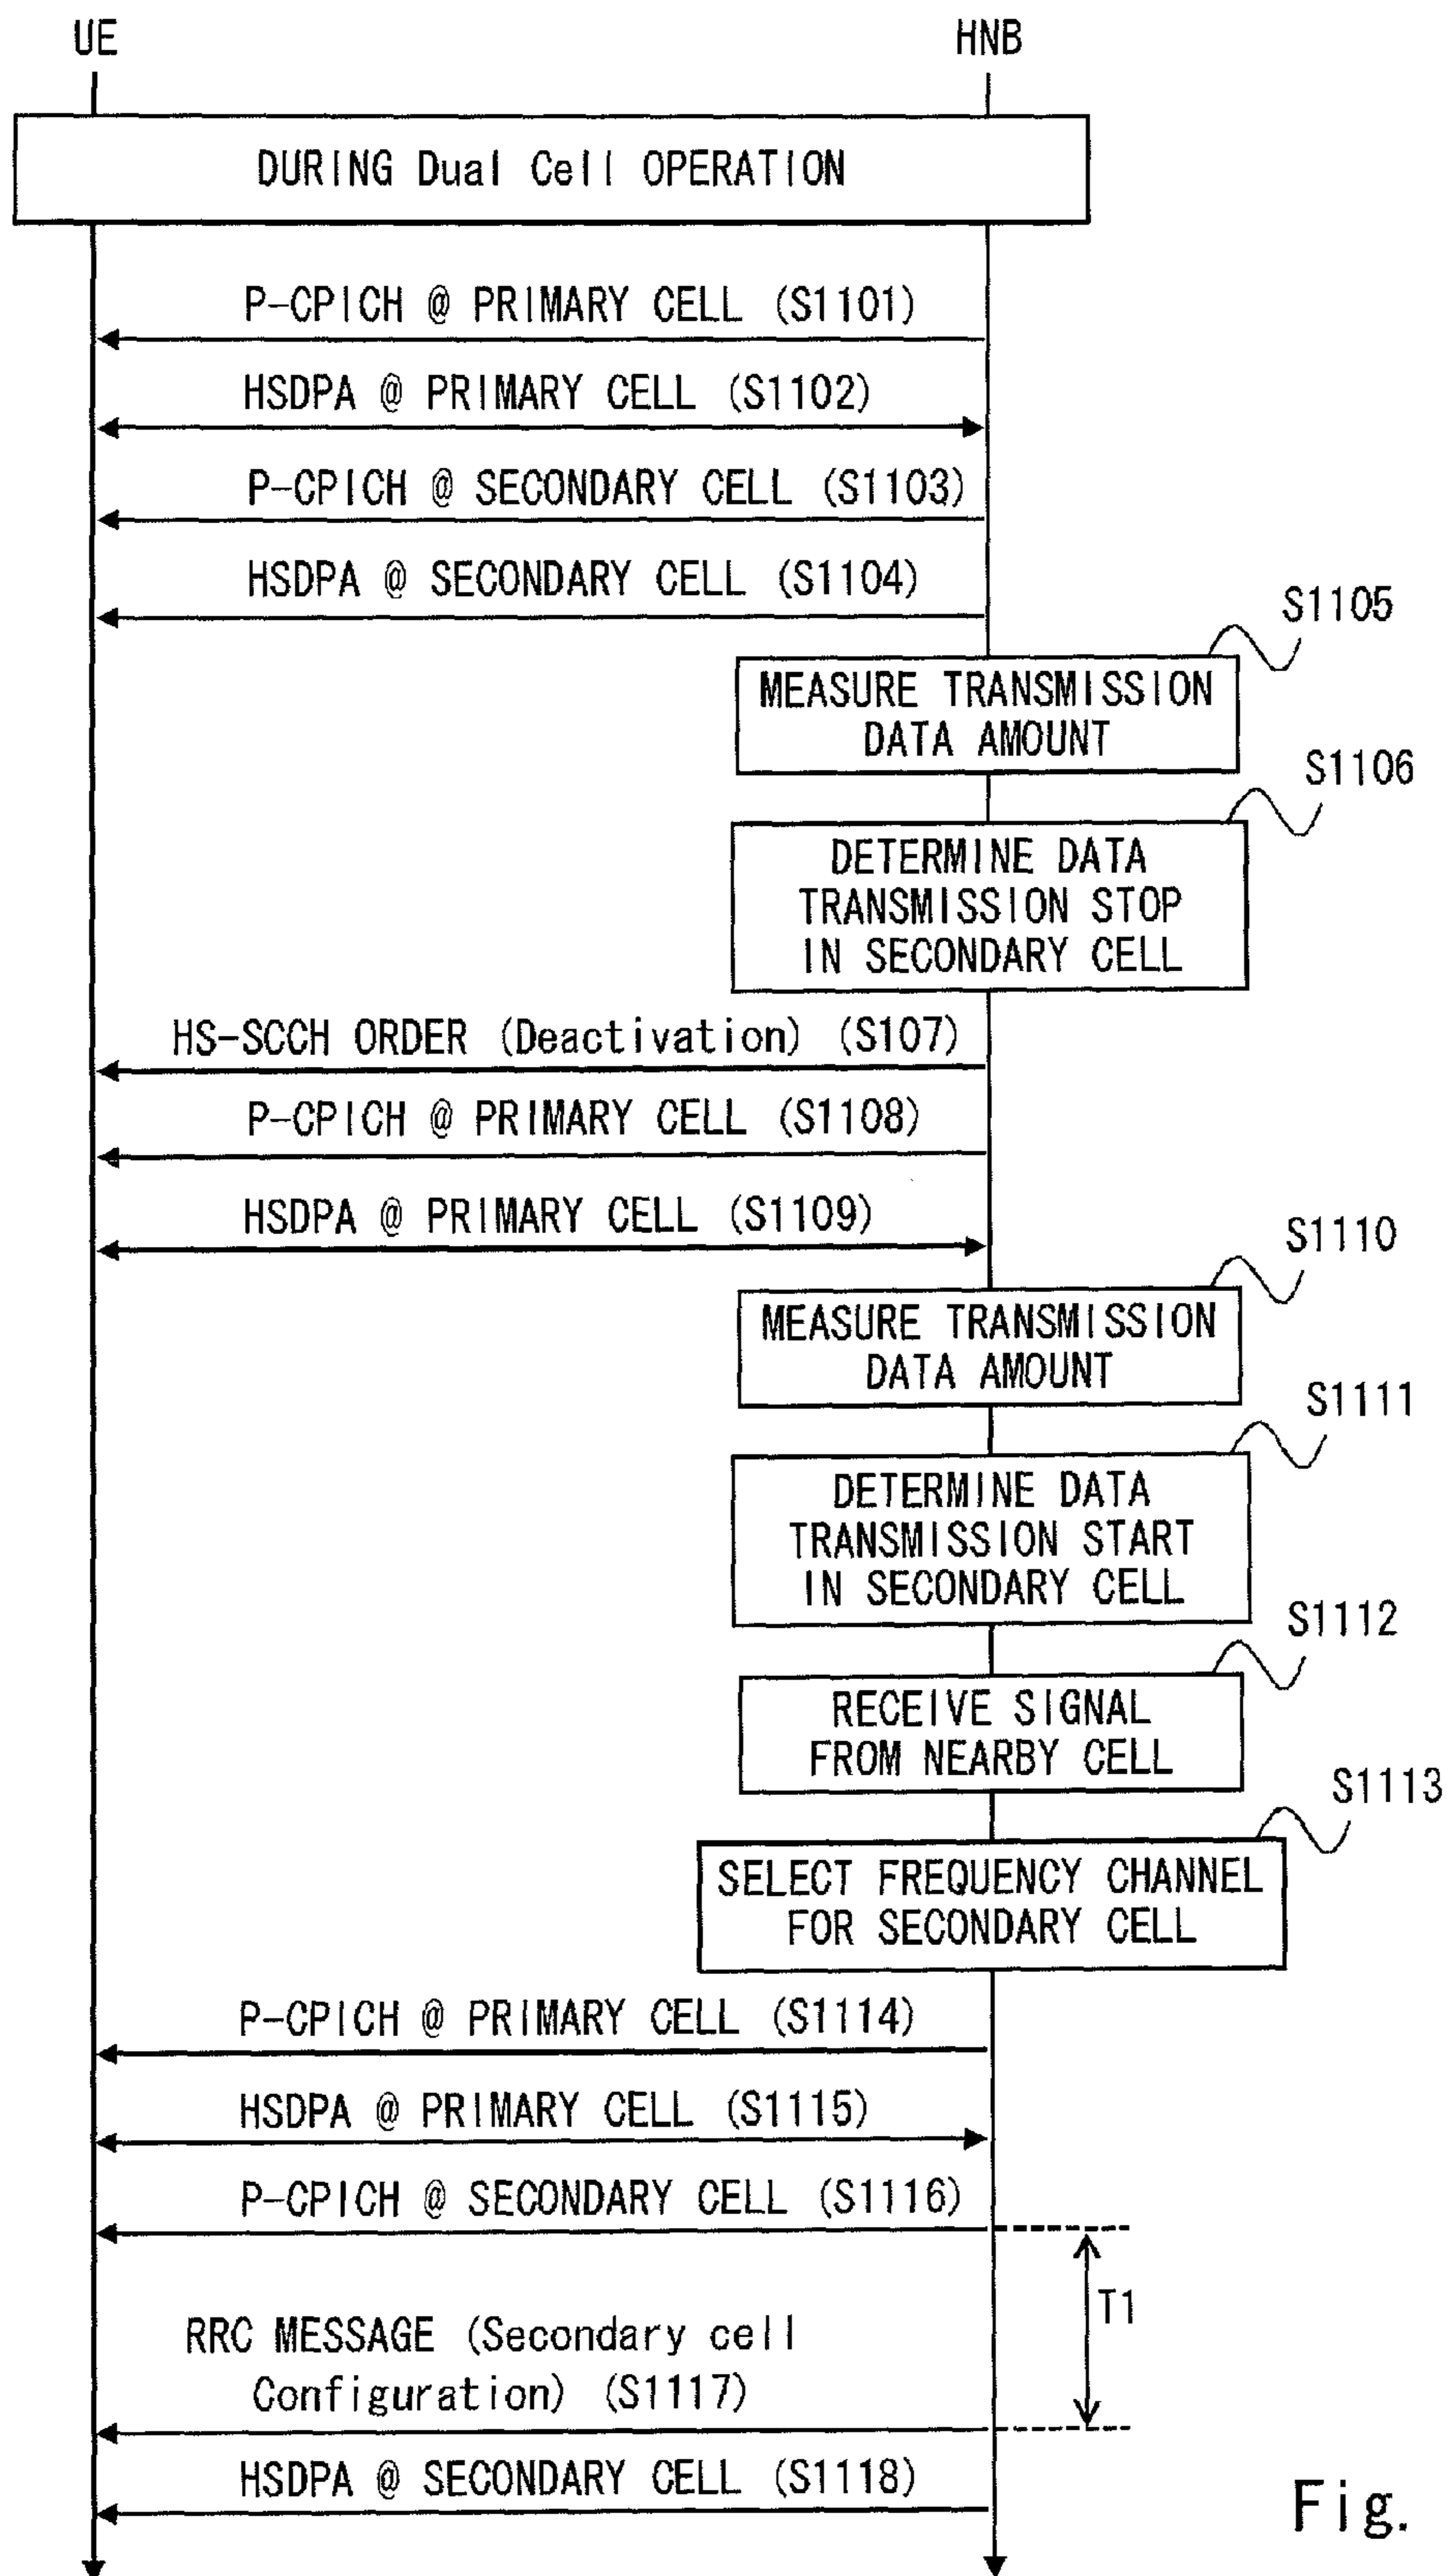 UE
HNB
DURING Dual Cell OPERATION
P-CPICH @ PRIMARY CELL (S1101)
HSDPA @ PRIMARY CELL (S1102)
P-CPICH @ SECONDARY CELL (S1103)
HSDPA @ SECONDARY CELL (S1104)
S1105
MEASURE TRANSMISSION
DATA AMOUNT
S1106
DETERMINE DATA
TRANSMISSION STOP
IN SECONDARY CELL
HS-SCCH ORDER (Deactivation) (S107)
P-CPICH @ PRIMARY CELL (S1108)
HSDPA @ PRIMARY CELL (S1109)
S1110
MEASURE TRANSMISSION
DATA AMOUNT
S1111
DETERMINE DATA
TRANSMISSION START
IN SECONDARY CELL
S1112
RECEIVE SIGNAL
FROM NEARBY CELL
S1113
SELECT FREQUENCY CHANNEL
FOR SECONDARY CELL
P-CPICH @ PRIMARY CELL (S1114)
HSDPA @ PRIMARY CELL (S1115)
P-CPICH @ SECONDARY CELL (S1116)
T1
RRC MESSAGE (Secondary cell
Configuration) (S1117)
HSDPA @ SECONDARY CELL (S1118)
Fig.